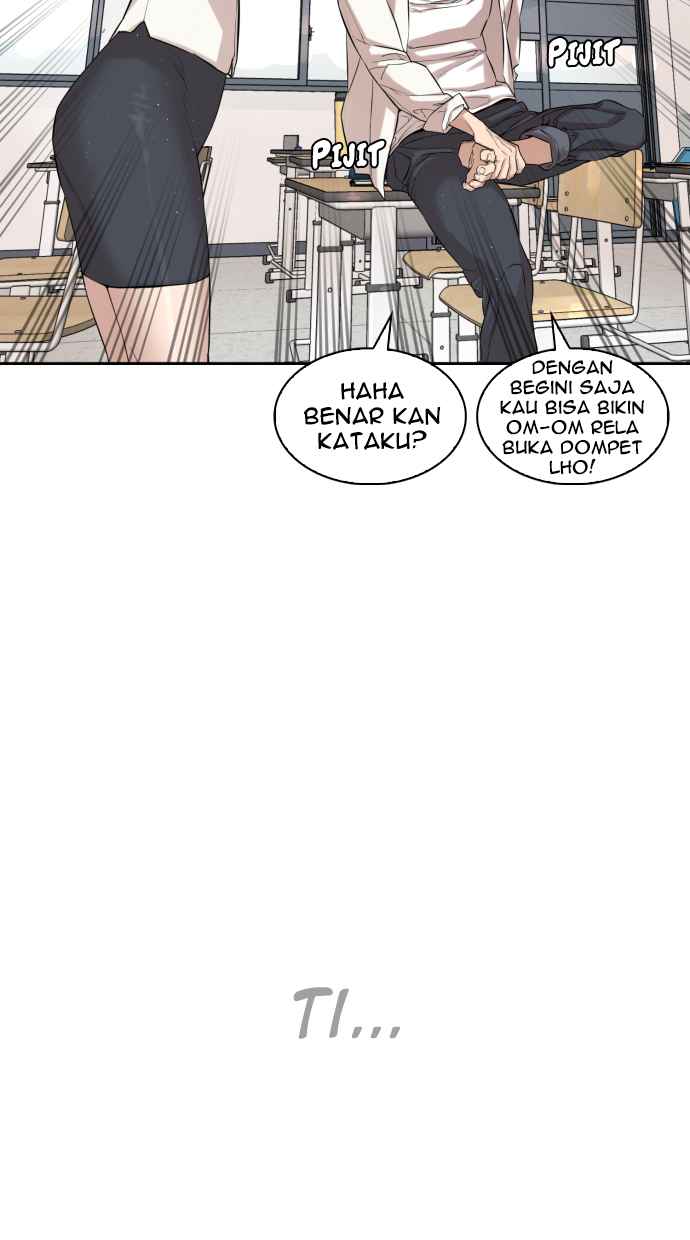 PIJIT
PIJIT
HAHA
BENAR KAN
KATAKU?
DENGAN
BEGINI SAJA
KAU BISA BIKIN
OM-OM RELA
BUKA DOMPET
LHO!
TI...